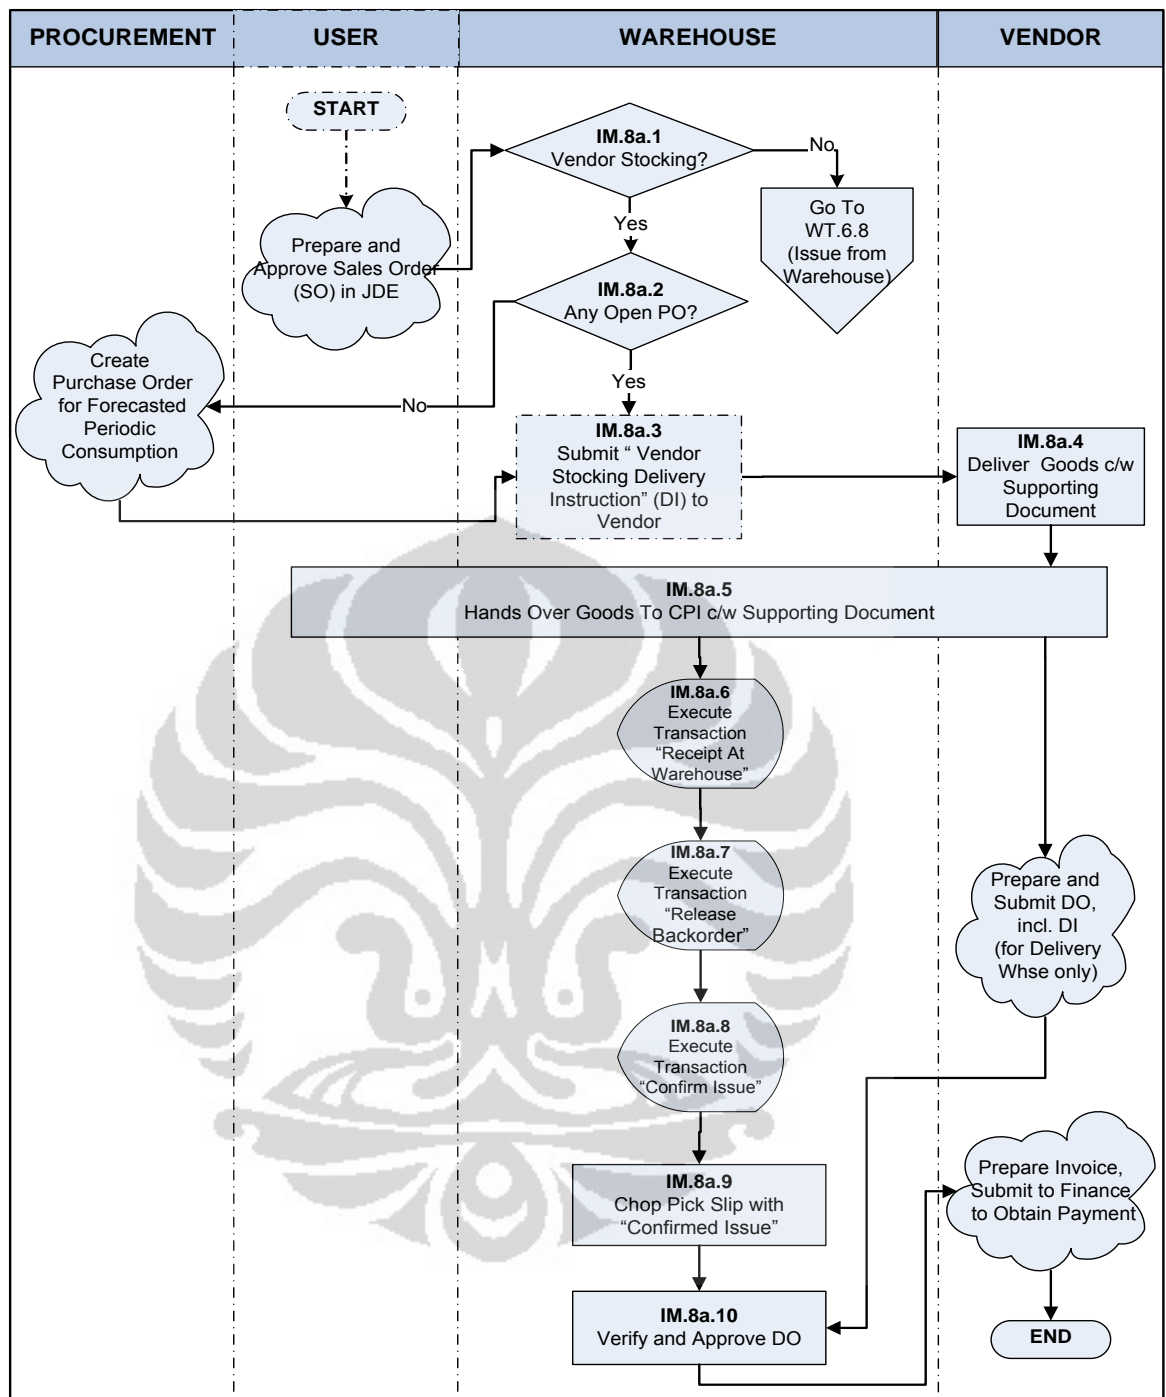 PROCUREMENT
USER
WAREHOUSE
VENDOR
START
IM.8a.1
Vendor Stocking?
No
Yes
Go To
WT.6.8
(Issue from
Warehouse)
Prepare and
Approve Sales Order
(SO) in JDE
IM.8a.2
Any Open PO?
No
Yes
Create
Purchase Order
for Forecasted
Periodic
Consumption
IM.8a.3
Submit “ Vendor
Stocking Delivery
Instruction” (DI) to
Vendor
IM.8a.4
Deliver Goods c/w
Supporting
Document
IM.8a.5
Hands Over Goods To CPI c/w Supporting Document
IM.8a.6
Execute
Transaction
“Receipt At
Warehouse”
IM.8a.7
Execute
Transaction
“Release
Backorder”
Prepare and
Submit DO,
incl. DI
(for Delivery
Whse only)
IM.8a.8
Execute
Transaction
“Confirm Issue”
IM.8a.9
Chop Pick Slip with
“Confirmed Issue”
Prepare Invoice,
Submit to Finance
to Obtain Payment
IM.8a.10
Verify and Approve DO
END